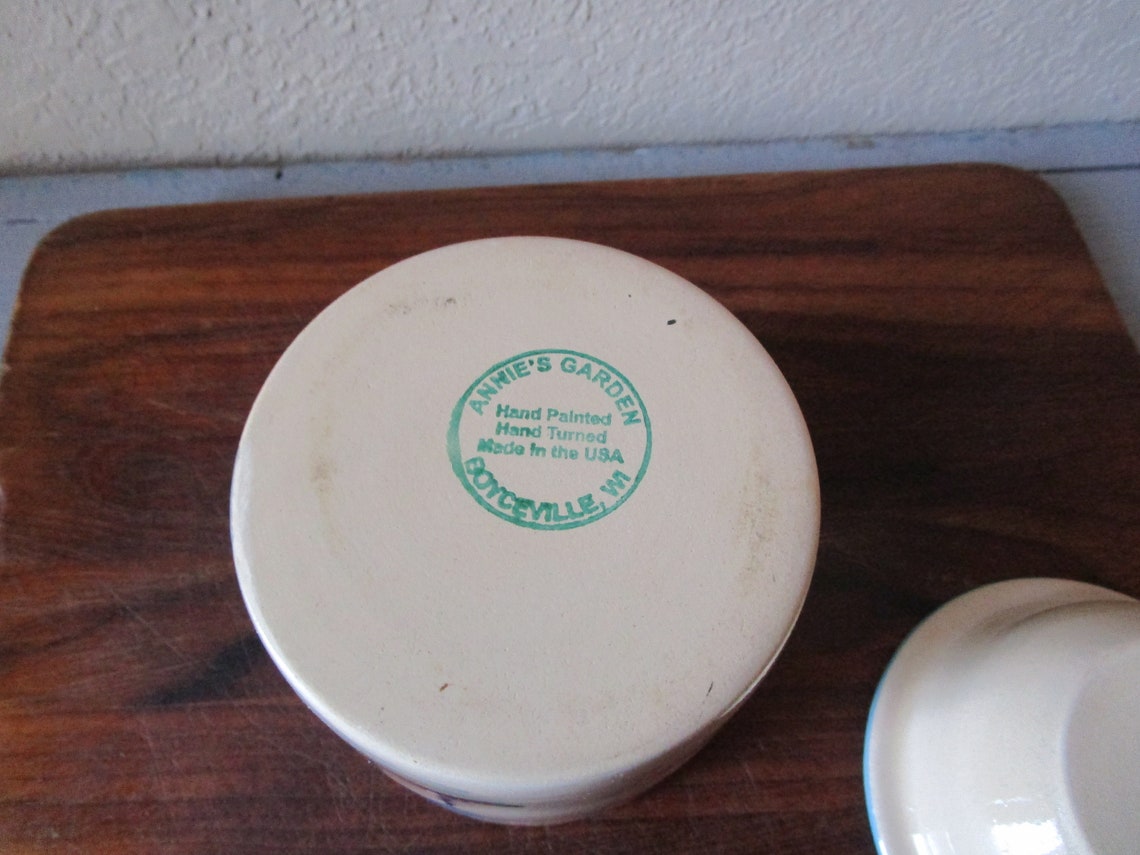 ANNIE'S GARDEN
Hand Painted
Hand Turned
Made in the USA
BOYCEVILLE, WI